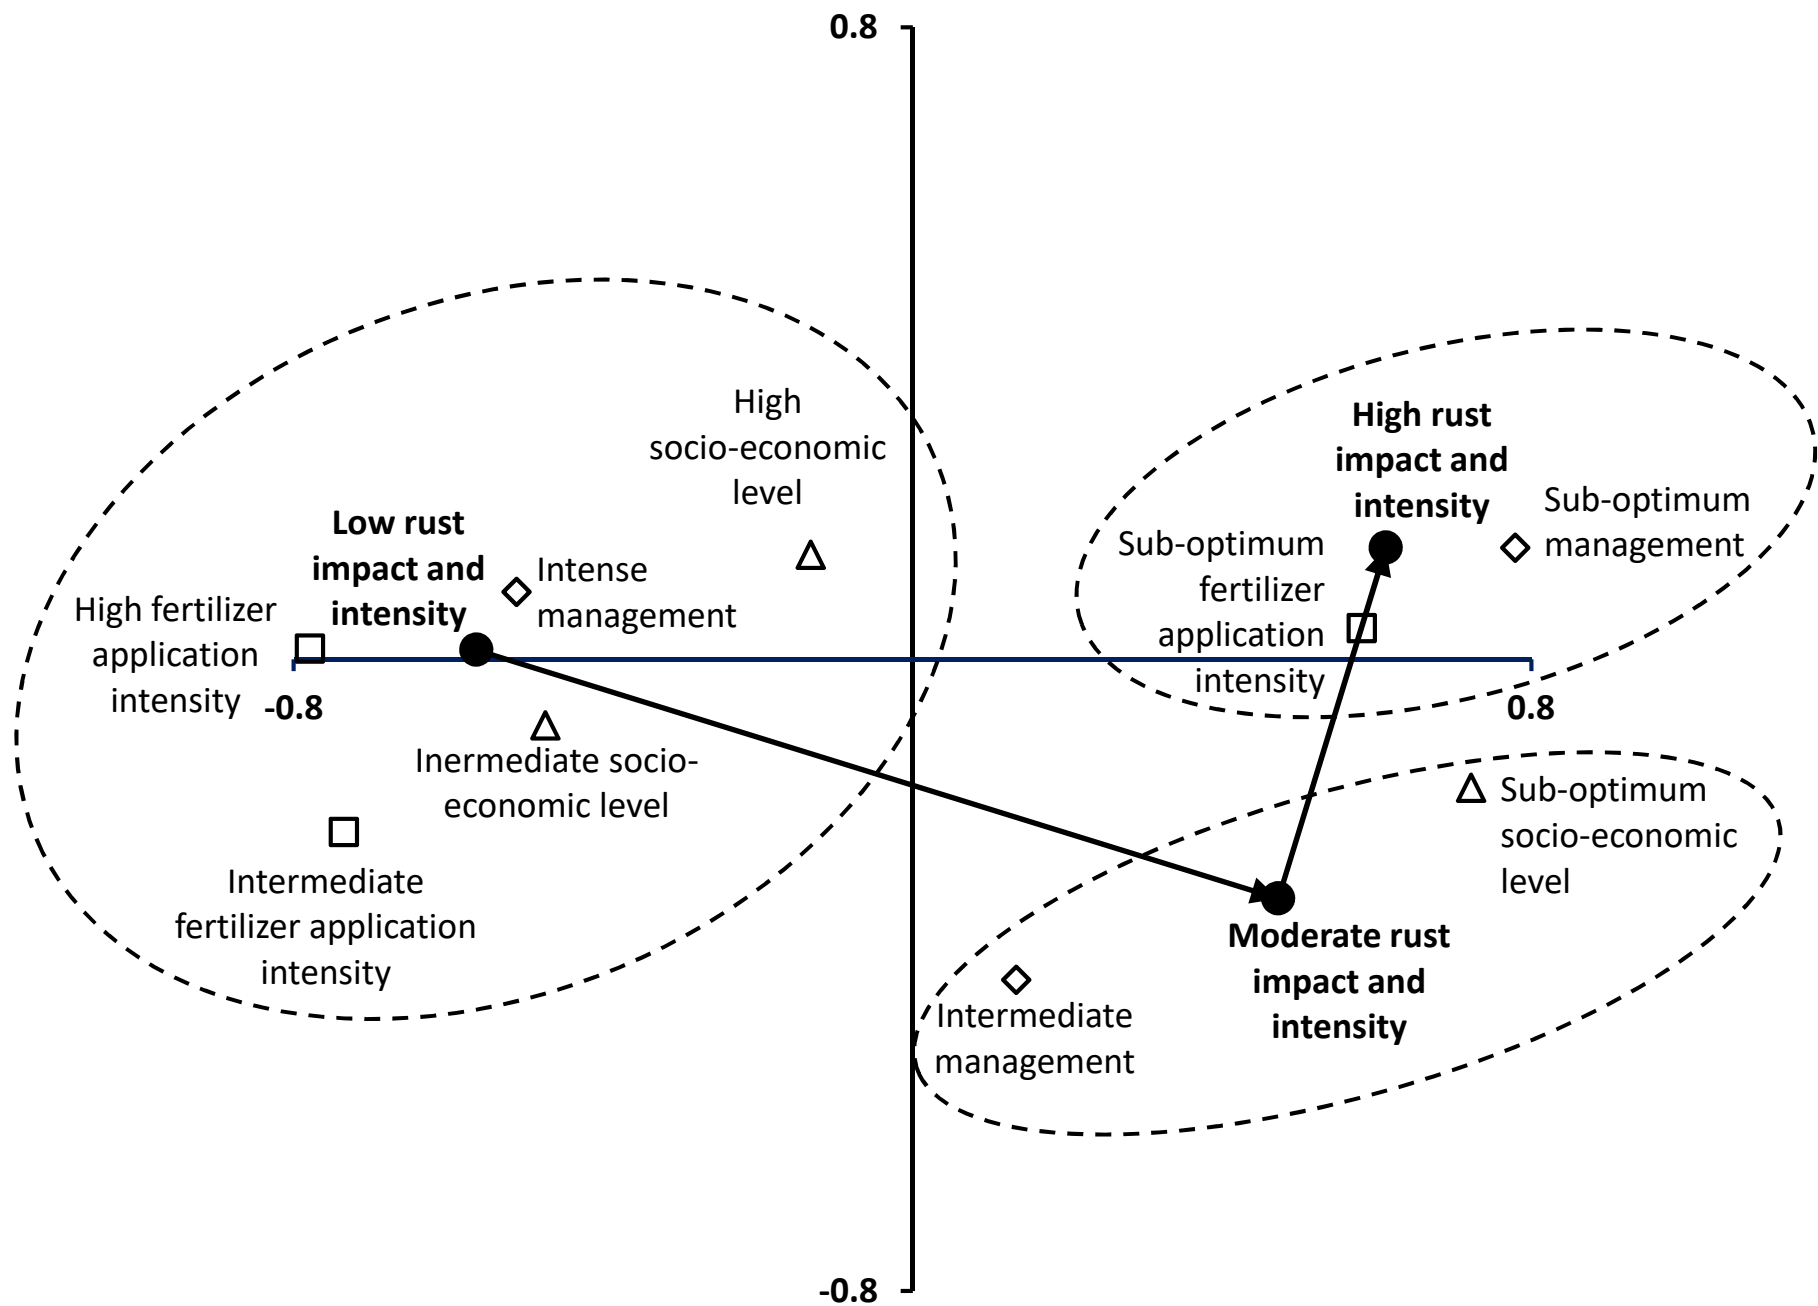 0.8
High
socio-economic
level
High rust
impact and
intensity
Low rust
impact and
intensity
Sub-optimum
management
Sub-optimum
fertilizer
application
intensity
Intense
management
High fertilizer
application
intensity
-0.8
0.8
Inermediate socio-
economic level
Sub-optimum
socio-economic
level
Intermediate
fertilizer application
intensity
Moderate rust
impact and
intensity
Intermediate
management
-0.8